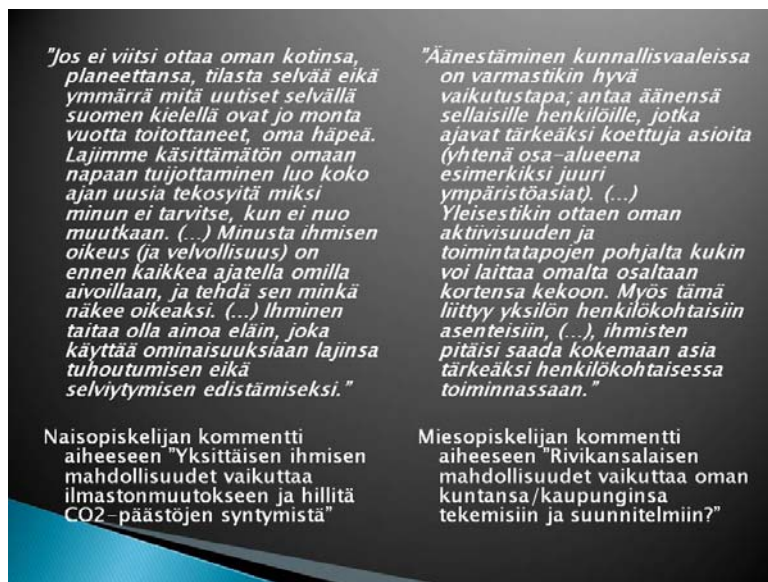 "Jos ei viitsi ottaa oman kotinsa,
planeettansa, tilasta selvää eikä
ymmärrä mitä uutiset selvällä
suomen kielellä ovat jo monta
vuotta toitottaneet, oma häpeä.
Lajimme käsittämätön omaan
napaan tuijottaminen luo koko
ajan uusia tekosyitä miksi
minun ei tarvitse, kun ei nuo
muutkaan. (...) Minusta ihmisen
oikeus (ja velvollisuus) on
ennen kaikkea ajatella omilla
aivoillaan, ja tehdä sen minkä
näkee oikeaksi. (...) Ihminen
taitaa olla ainoa eläin, joka
käyttää ominaisuuksiaan lajinsa
tuhoutumisen eikä
selviytymisen edistämiseksi."
Naisopiskelijan kommentti
aiheeseen "Yksittäisen ihmisen
mahdollisuudet vaikuttaa
ilmastonmuutokseen ja hillitä
CO2-päästöjen syntymistä"
"Äänestäminen kunnallisvaaleissa
on varmastikin hyvä
vaikutustapa; antaa äänensä
sellaisille henkilöille, jotka
ajavat tärkeäksi koettuja asioita
(yhtenä osa-alueena
esimerkiksi juuri
ympäristöasiat). (...)
Yleisestikin ottaen oman
aktiivisuuden ja
toimintatapojen pohjalta kukin
voi laittaa omalta osaltaan
kortensa kekoon. Myös tämä
liittyy yksilön henkilökohtaisiin
asenteisiin, (...), ihmisten
pitäisi saada kokemaan asia
tärkeäksi henkilökohtaisessa
toiminnassaan."
Miesopiskelijan kommentti
aiheeseen "Rivikansalaisen
mahdollisuudet vaikuttaa oman
kuntansa/kaupunginsa
tekemisiin ja suunnitelmiin?"